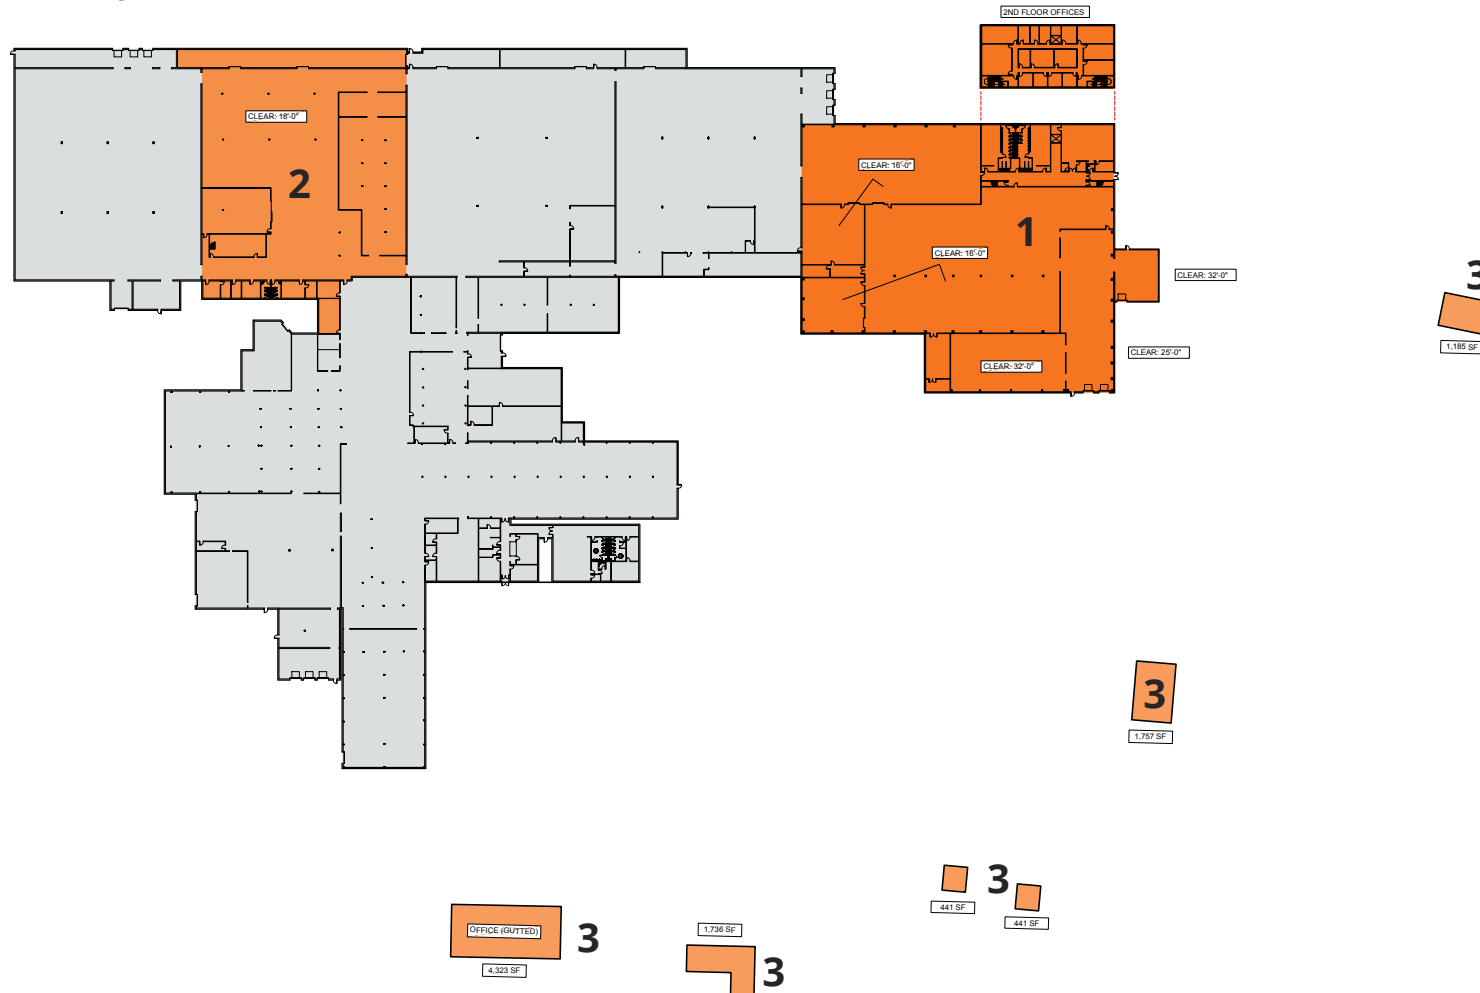 2ND FLOOR OFFICES
CLEAR: 18'-0"
CLEAR: 16'-0"
2
1
CLEAR: 16'-0"
CLEAR: 32'-0"
3
1,185 SF
CLEAR: 25'-0"
CLEAR: 32'-0"
3
1,757 SF
3
441 SF
441 SF
OFFICE (GUTTED)
3
4,323 SF
1,736 SF
3